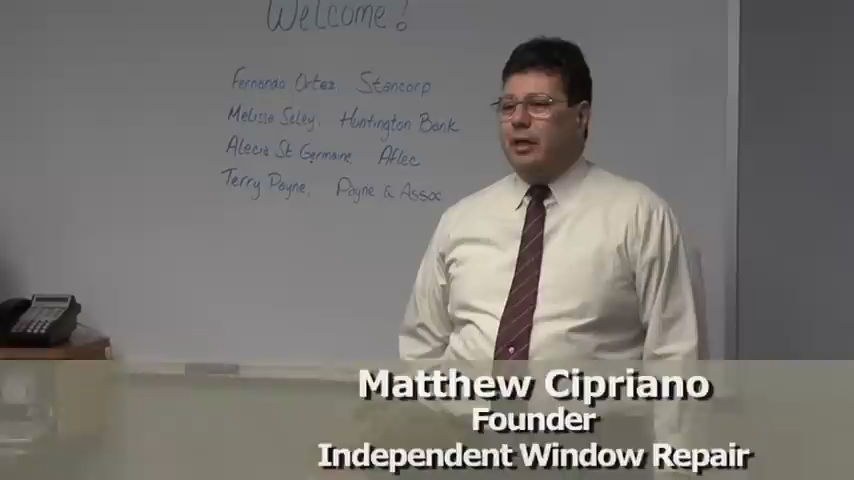 Welcome!
Fernando Ortez, Stancorp
Melissa Seley, Huntington Bank
Alecia St Germaine, Aflec
Terry Payne, Payne & Assoc
Matthew Cipriano
Founder
Independent Window Repair